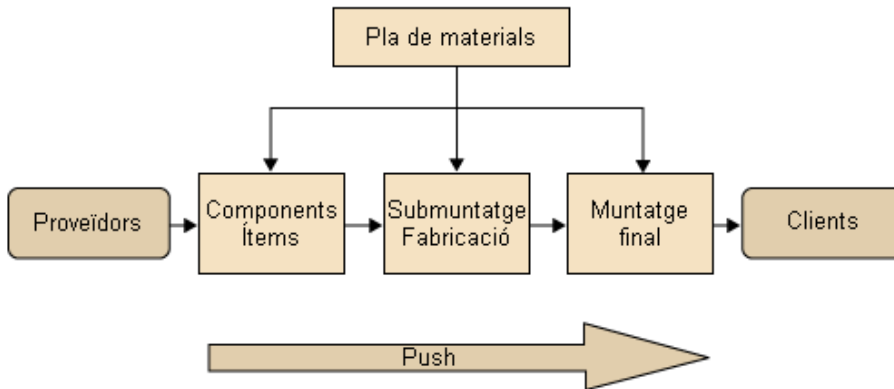 Pla de materials
Proveïdors
Components
Ítems
Submuntatge
Fabricació
Muntatge
final
Clients
Push